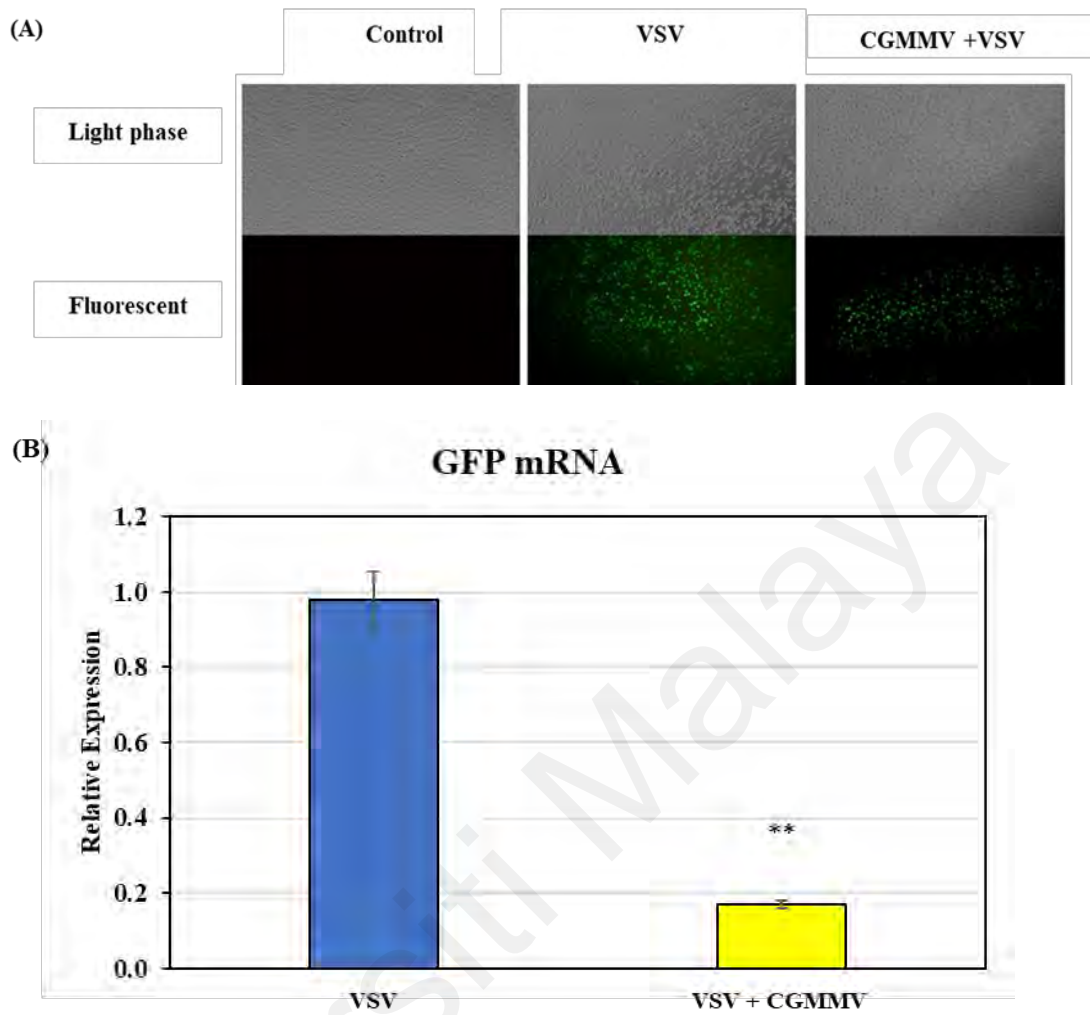 (A)
Control VSV CGMMV +VSV
Light phase
Fluorescent
(B)
GFP mRNA
1.2
1.0
0.8
0.6
0.4
0.2
0.0
Relative Expression
**
VSV VSV + CGMMV
siti Malaya